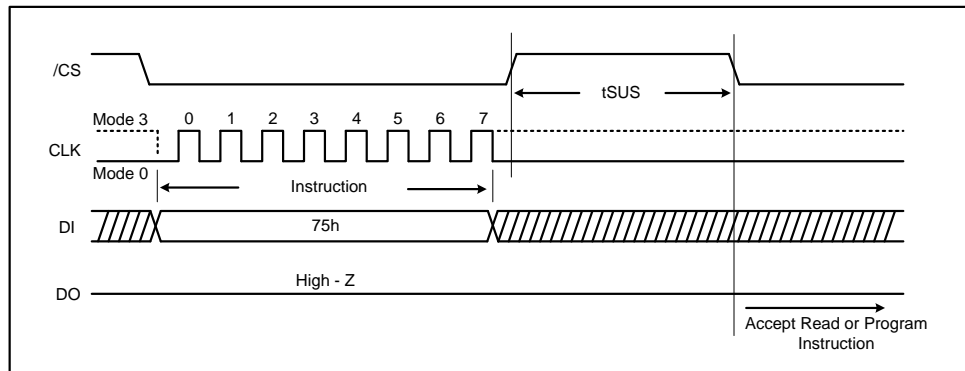 /CS
tSUS
Mode 3
0 1 2 3 4 5 6 7
CLK
Mode 0
Instruction
DI
75h
High - Z
DO
Accept Read or Program
Instruction